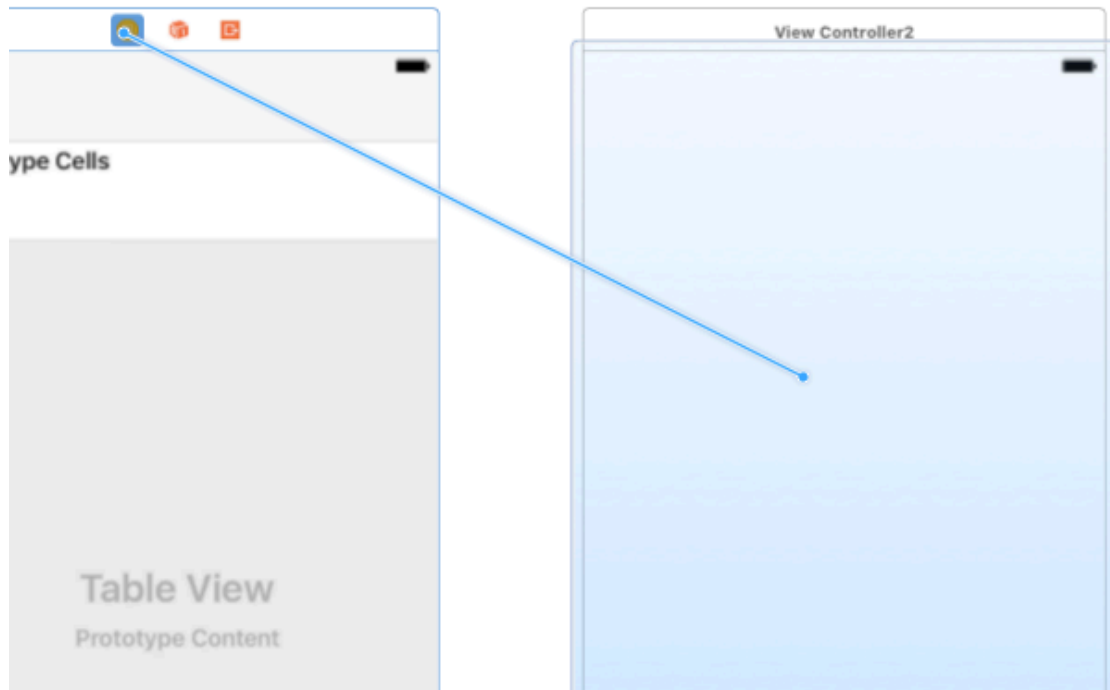 View Controller2
ype Cells
Table View
Prototype Content